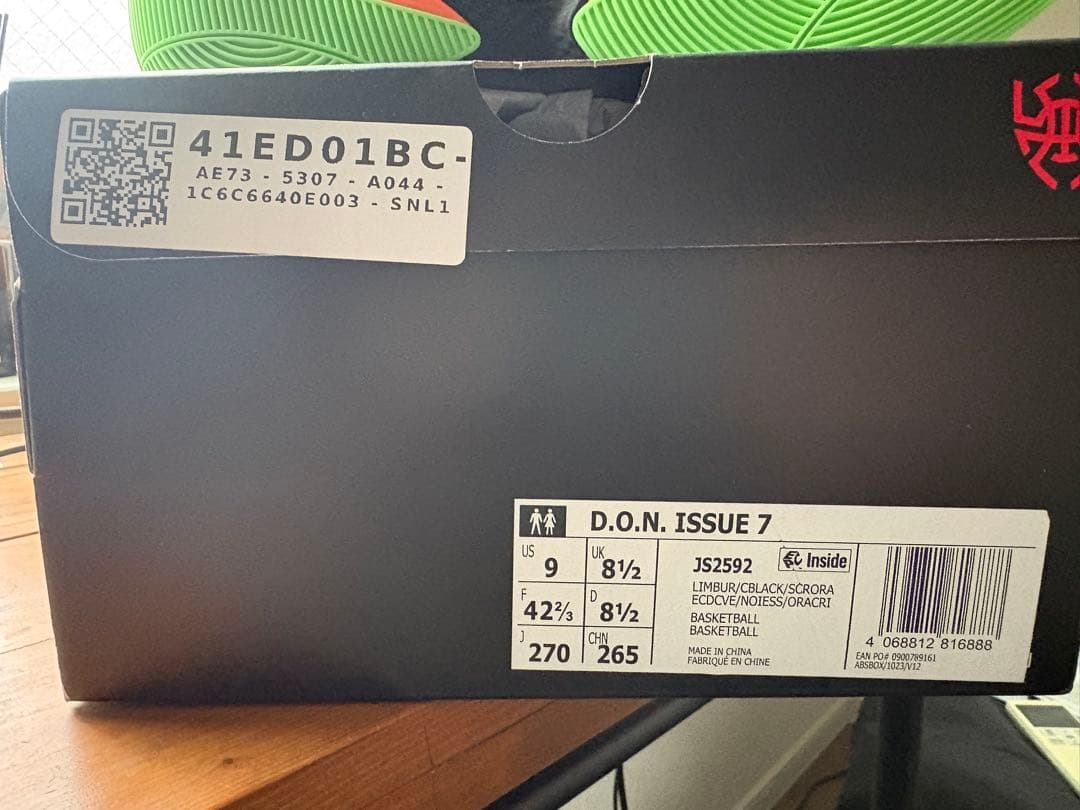 41ED01BC-
AE73 - 5307 - A044 -
1C6C6640E003 - SNL1
D.O.N. ISSUE 7
US 9
UK 8½
F 42⅔
D 8½
J 270
CHN 265
JS2592
Inside
LIMBUR/CBLACK/SCRORA
ECDCVE/NOIESS/ORACRI
BASKETBALL
BASKETBALL
MADE IN CHINA
FABRIQUÉ EN CHINE
4 068812 816888
EAN PO# 0900789161
ABSBOX/1023/V12